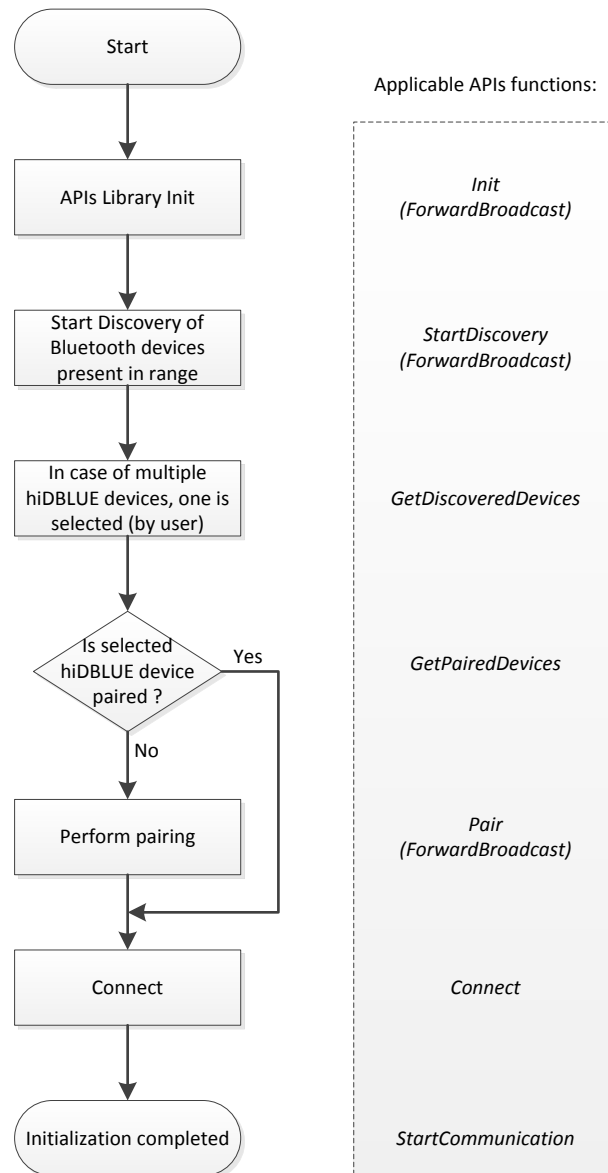 Start
Applicable APIs functions:
APIs Library Init
Init
(ForwardBroadcast)
Start Discovery of
Bluetooth devices
present in range
StartDiscovery
(ForwardBroadcast)
In case of multiple
hiDBLUE devices, one is
selected (by user)
GetDiscoveredDevices
Is selected
hiDBLUE device
paired ?
Yes
GetPairedDevices
No
Perform pairing
Pair
(ForwardBroadcast)
Connect
Connect
Initialization completed
StartCommunication